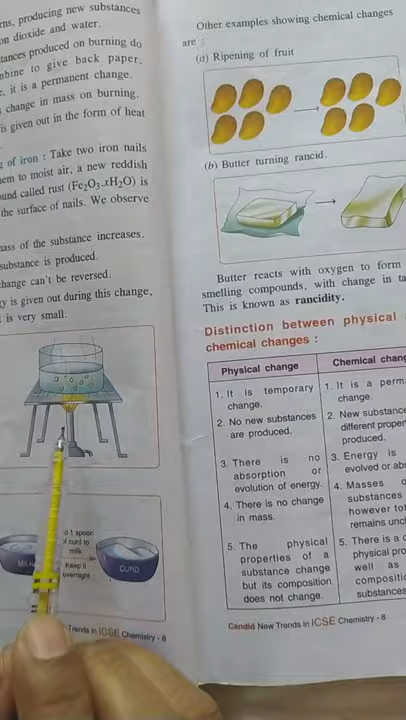 rns, producing new substances
on dioxide and water.
tances produced on burning do
mbine to give back paper.
, it is a permanent change.
change in mass on burning.
is given out in the form of heat
g of iron : Take two iron nails
hem to moist air, a new reddish
ound called rust (Fe₂O₃.xH₂O) is
the surface of nails. We observe
mass of the substance increases.
substance is produced.
change can't be reversed.
gy is given out during this change,
is very small.
d 1 spoon
of curd to
milk
Keep it
overnight
MILK
CURD
Trends in ICSE Chemistry - 8
Other examples showing chemical changes
are :
(a) Ripening of fruit
(b) Butter turning rancid.
Butter reacts with oxygen to form
smelling compounds, with change in ta
This is known as rancidity.
Distinction between physical
chemical changes :
Physical change
1. It is temporary
change.
2. No new substances
are produced.
3. There is no
absorption or
evolution of energy.
4. There is no change
in mass.
5. The physical
properties of a
substance change
but its composition
does not change.
Chemical chang
1. It is a perm
change.
2. New substance
different proper
produced.
3. Energy is
evolved or abs
4. Masses o
substances
however tot
remains unch
5. There is a c
physical pro
well as
compositio
substances
Candid New Trends in ICSE Chemistry - 8